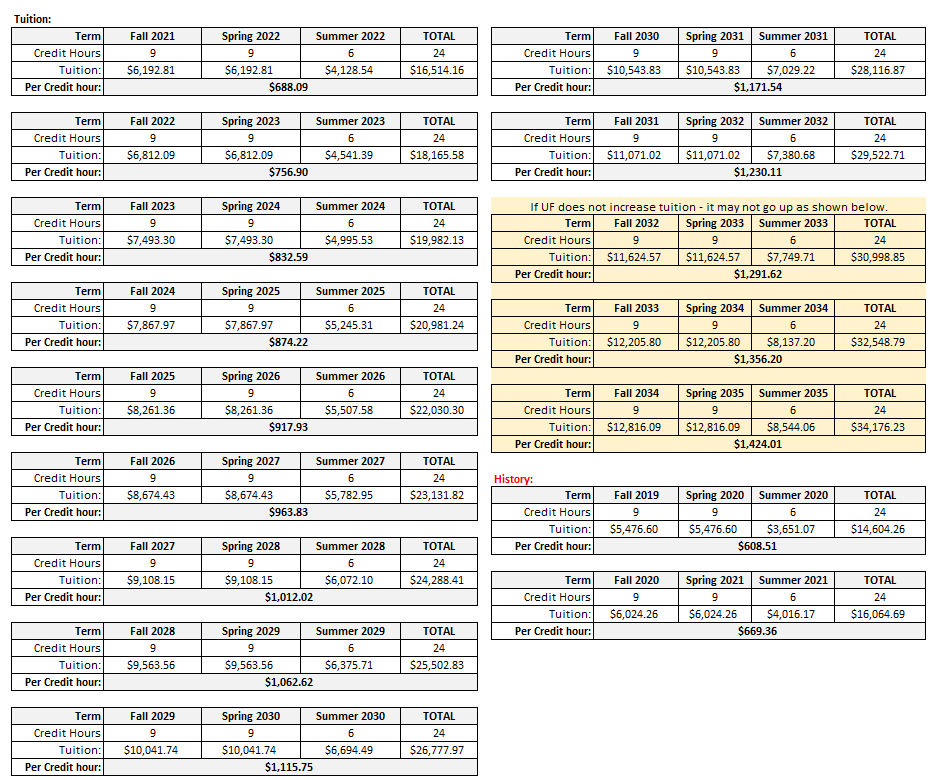 Tuition:
Term Fall 2021 Spring 2022 Summer 2022 TOTAL
Credit Hours 9 9 6 24
Tuition: $6,192.81 $6,192.81 $4,128.54 $16,514.16
Per Credit hour: $688.09
Term Fall 2022 Spring 2023 Summer 2023 TOTAL
Credit Hours 9 9 6 24
Tuition: $6,812.09 $6,812.09 $4,541.39 $18,165.58
Per Credit hour: $756.90
Term Fall 2023 Spring 2024 Summer 2024 TOTAL
Credit Hours 9 9 6 24
Tuition: $7,493.30 $7,493.30 $4,995.53 $19,982.13
Per Credit hour: $832.59
Term Fall 2024 Spring 2025 Summer 2025 TOTAL
Credit Hours 9 9 6 24
Tuition: $7,867.97 $7,867.97 $5,245.31 $20,981.24
Per Credit hour: $874.22
Term Fall 2025 Spring 2026 Summer 2026 TOTAL
Credit Hours 9 9 6 24
Tuition: $8,261.36 $8,261.36 $5,507.58 $22,030.30
Per Credit hour: $917.93
Term Fall 2026 Spring 2027 Summer 2027 TOTAL
Credit Hours 9 9 6 24
Tuition: $8,674.43 $8,674.43 $5,782.95 $23,131.82
Per Credit hour: $963.83
Term Fall 2027 Spring 2028 Summer 2028 TOTAL
Credit Hours 9 9 6 24
Tuition: $9,108.15 $9,108.15 $6,072.10 $24,288.41
Per Credit hour: $1,012.02
Term Fall 2028 Spring 2029 Summer 2029 TOTAL
Credit Hours 9 9 6 24
Tuition: $9,563.56 $9,563.56 $6,375.71 $25,502.83
Per Credit hour: $1,062.62
Term Fall 2029 Spring 2030 Summer 2030 TOTAL
Credit Hours 9 9 6 24
Tuition: $10,041.74 $10,041.74 $6,694.49 $26,777.97
Per Credit hour: $1,115.75
Term Fall 2030 Spring 2031 Summer 2031 TOTAL
Credit Hours 9 9 6 24
Tuition: $10,543.83 $10,543.83 $7,029.22 $28,116.87
Per Credit hour: $1,171.54
Term Fall 2031 Spring 2032 Summer 2032 TOTAL
Credit Hours 9 9 6 24
Tuition: $11,071.02 $11,071.02 $7,380.68 $29,522.71
Per Credit hour: $1,230.11
If UF does not increase tuition - it may not go up as shown below.
Term Fall 2032 Spring 2033 Summer 2033 TOTAL
Credit Hours 9 9 6 24
Tuition: $11,624.57 $11,624.57 $7,749.71 $30,998.85
Per Credit hour: $1,291.62
Term Fall 2033 Spring 2034 Summer 2034 TOTAL
Credit Hours 9 9 6 24
Tuition: $12,205.80 $12,205.80 $8,137.20 $32,548.79
Per Credit hour: $1,356.20
Term Fall 2034 Spring 2035 Summer 2035 TOTAL
Credit Hours 9 9 6 24
Tuition: $12,816.09 $12,816.09 $8,544.06 $34,176.23
Per Credit hour: $1,424.01
History:
Term Fall 2019 Spring 2020 Summer 2020 TOTAL
Credit Hours 9 9 6 24
Tuition: $5,476.60 $5,476.60 $3,651.07 $14,604.26
Per Credit hour: $608.51
Term Fall 2020 Spring 2021 Summer 2021 TOTAL
Credit Hours 9 9 6 24
Tuition: $6,024.26 $6,024.26 $4,016.17 $16,064.69
Per Credit hour: $669.36